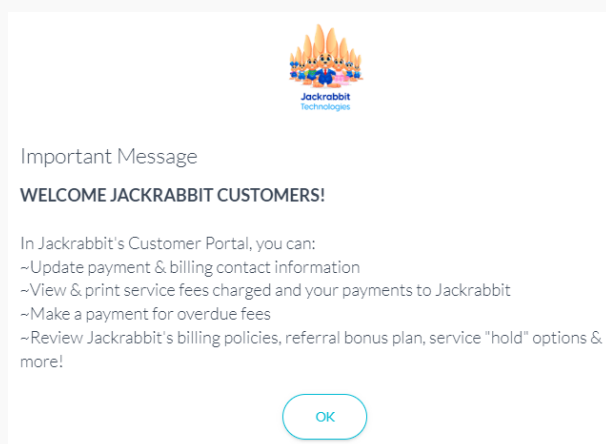 Jackrabbit
Technologies
Important Message
WELCOME JACKRABBIT CUSTOMERS!
In Jackrabbit's Customer Portal, you can:
~Update payment & billing contact information
~View & print service fees charged and your payments to Jackrabbit
~Make a payment for overdue fees
~Review Jackrabbit's billing policies, referral bonus plan, service "hold" options &
more!
OK